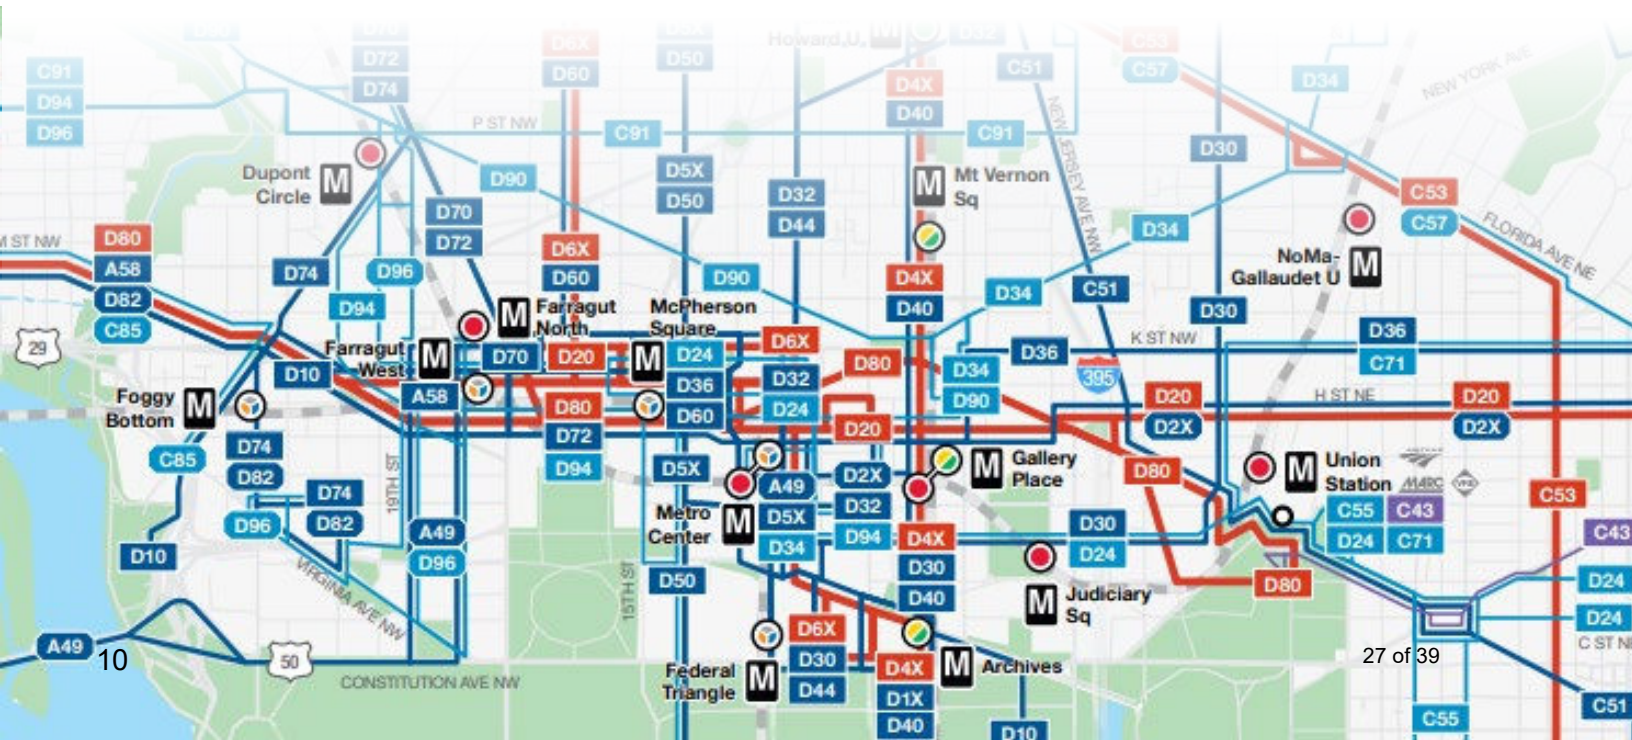 Howard U.
D32
D6X
D60
D5X
D50
C53
C57
D72
D74
C51
D34
NEW YORK AVE
C91
D94
D96
D4X
D40
P ST NW
C91
C91
D30
NEW JERSEY AVE NW
Dupont
Circle
M
D90
D5X
D50
D32
D44
M
Mt Vernon
Sq
C53
C57
FLORIDA AVE NE
D70
D72
D34
NoMa-
Gallaudet U
M
M ST NW
D80
A58
D82
C85
D74
D96
D94
D6X
D60
D90
D4X
D40
D34
C51
D30
29
M
Farragut
North
McPherson
Square
M
Farragut
West
M
D70
D20
D24
D36
D60
D6X
D32
D24
D80
D34
D90
D36
K ST NW
D36
C71
395
D10
A58
Foggy
Bottom
M
D80
D72
D94
D20
D20
D2X
H ST NE
D20
D2X
C85
D74
D82
D5X
A49
D5X
D34
D2X
D32
D94
M
Gallery
Place
D80
M
Union
Station
MARC
VRE
C55
C43
D24
C71
C53
C43
D74
D82
D96
19TH ST
A49
D96
Metro
Center
M
D4X
D30
D40
D30
D24
D10
VIRGINIA AVE NW
15TH ST
D50
M
Judiciary
Sq
D80
D24
D24
C ST NE
A49
10
50
CONSTITUTION AVE NW
D6X
D30
D44
Federal
Triangle
M
D4X
D1X
D40
M
Archives
27 of 39
D10
C55
C51